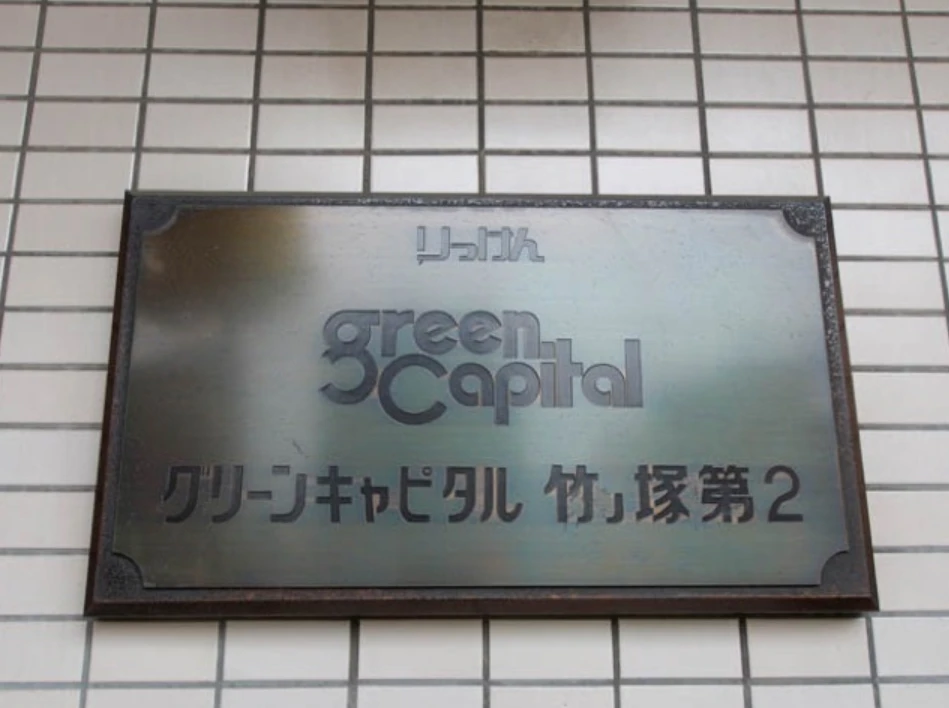 りっけん
green
Capital
グリーンキャピタル 竹ノ塚第2